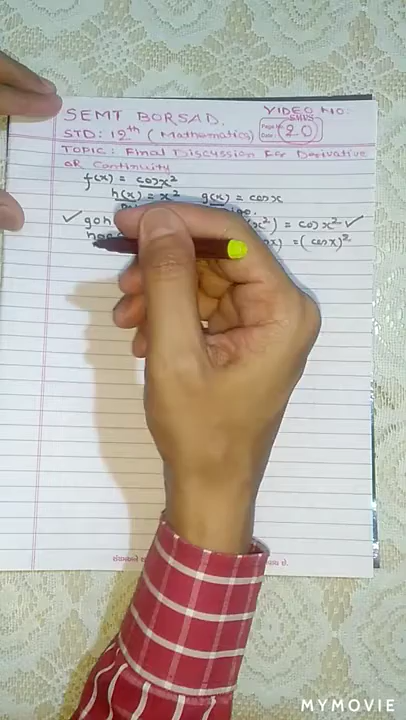 SEMT BORSAD.
VIDEO NO:
20
STD: 12th (Mathematics)
TOPIC: Final Discussion For Derivative
OR Continuity
f(x) = cos x²
h(x) = x² g(x) = cos x
✓ goh (x²) = cos x² ✓
= (cos x)²
MYMOVIE